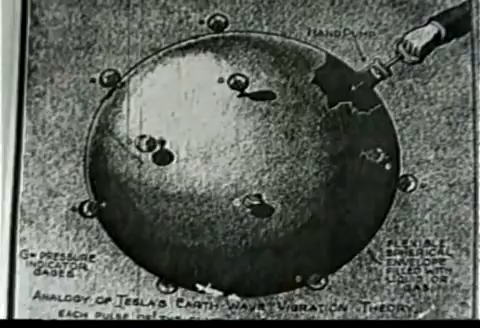 HAND PUMP
G= PRESSURE
INDICATOR
GAGES
FLEXIBLE
SPHERICAL
ENVELOPE
FILLED WITH
LIQUID OR
GAS
ANALOGY OF TESLA'S EARTH WAVE VIBRATION THEORY.
EACH PULSE OF THE